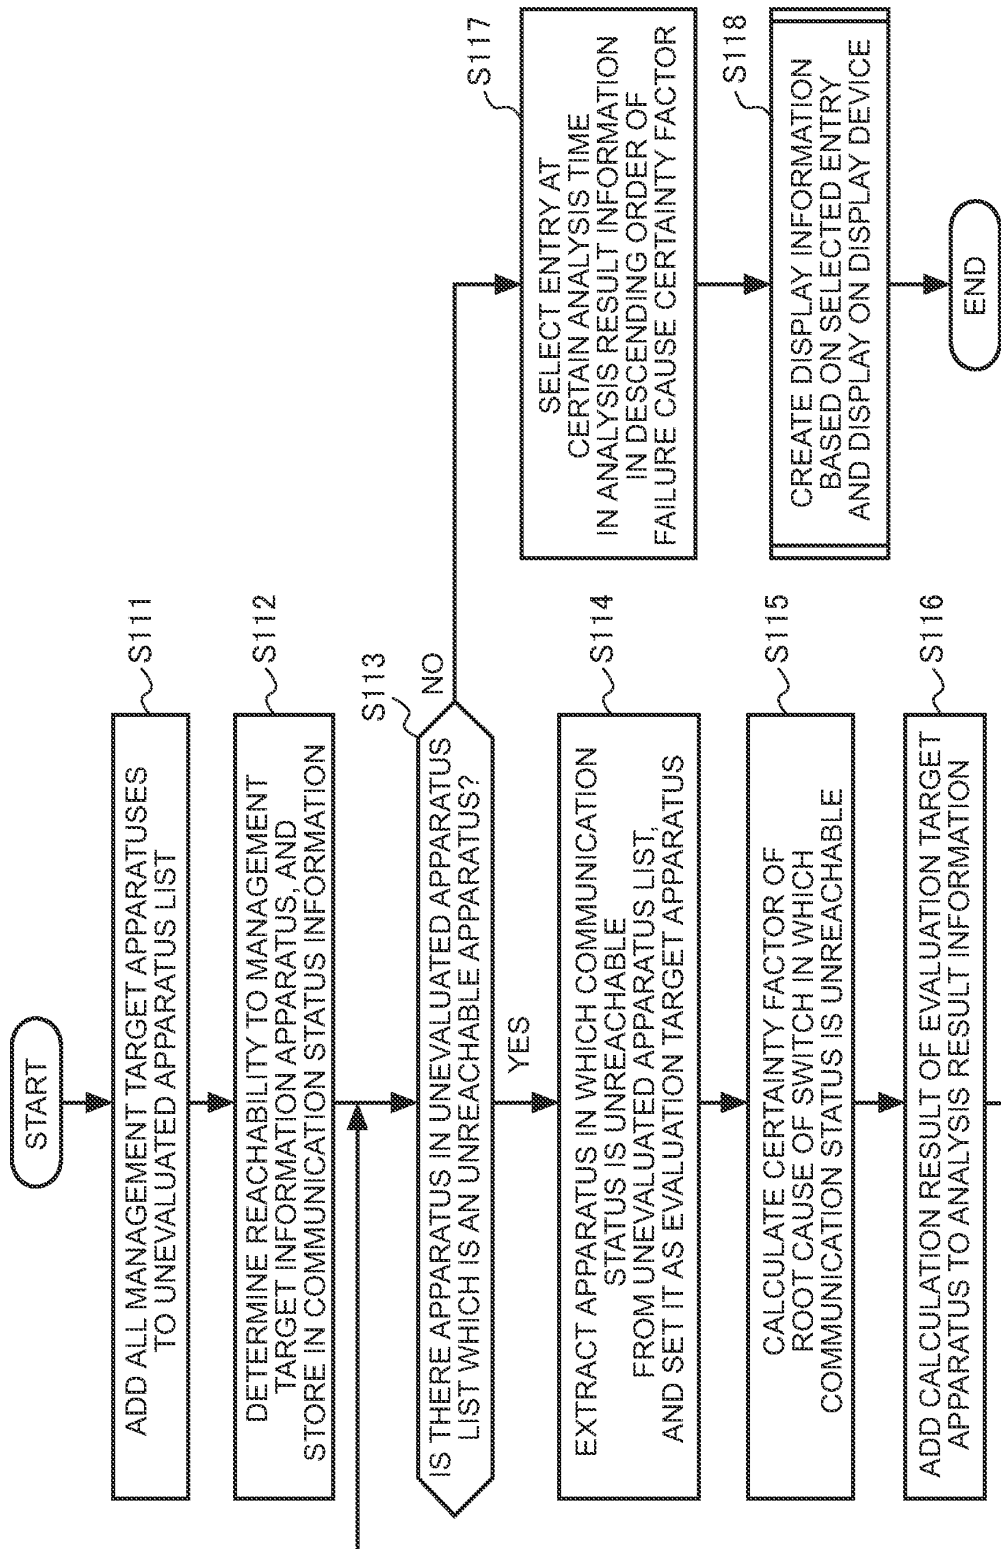 START
S111
ADD ALL MANAGEMENT TARGET APPARATUSES
TO UNEVALUATED APPARATUS LIST
S112
DETERMINE REACHABILITY TO MANAGEMENT
TARGET INFORMATION APPARATUS, AND
STORE IN COMMUNICATION STATUS INFORMATION
S113
IS THERE APPARATUS IN UNEVALUATED APPARATUS
LIST WHICH IS AN UNREACHABLE APPARATUS?
NO
YES
S114
EXTRACT APPARATUS IN WHICH COMMUNICATION
STATUS IS UNREACHABLE
FROM UNEVALUATED APPARATUS LIST,
AND SET IT AS EVALUATION TARGET APPARATUS
S115
CALCULATE CERTAINTY FACTOR OF
ROOT CAUSE OF SWITCH IN WHICH
COMMUNICATION STATUS IS UNREACHABLE
S116
ADD CALCULATION RESULT OF EVALUATION TARGET
APPARATUS TO ANALYSIS RESULT INFORMATION
S117
SELECT ENTRY AT
CERTAIN ANALYSIS TIME
IN ANALYSIS RESULT INFORMATION
IN DESCENDING ORDER OF
FAILURE CAUSE CERTAINTY FACTOR
S118
CREATE DISPLAY INFORMATION
BASED ON SELECTED ENTRY
AND DISPLAY ON DISPLAY DEVICE
END